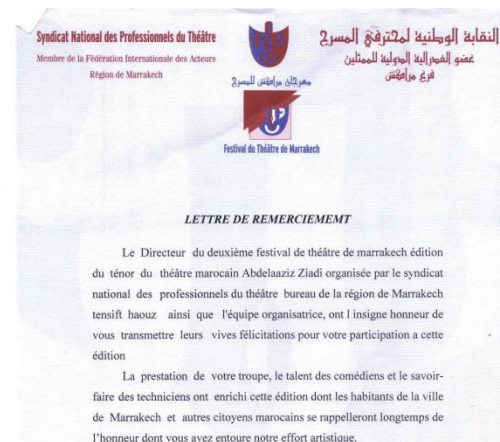 Syndicat National des Professionnels du Théâtre
Membre de la Fédération Internationale des Acteurs
Région de Marrakech
النقابة الوطنية لمحترفي المسرح
عضو الفدرالية الدولية للممثلين
فرع مراكش
مهرجان مراكش للمسرح
Festival du Théâtre de Marrakech
LETTRE DE REMERCIEMEMT
Le Directeur du deuxième festival de théatre de marrakech édition
du ténor du théâtre marocain Abdelaaziz Ziadi organisée par le syndicat
national des professionnels du théâtre bureau de la région de Marrakech
tensift haouz ainsi que l'équipe organisatrice, ont l insigne honneur de
vous transmettre leurs vives félicitations pour votre participation a cette
édition
La prestation de votre troupe, le talent des comédiens et le savoir-
faire des techniciens ont enrichi cette édition dont les habitants de la ville
de Marrakech et autres citoyens marocains se rappelleront longtemps de
l'honneur dont vous avez entoure notre effort artistique.